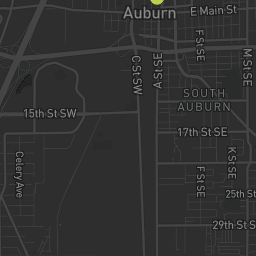 Auburn
E Main St
F St SE
M St SE
C St SW
A St SE
SOUTH
AUBURN
15th St SW
17th St SE
K St SE
Celery Ave
F St SE
25th St
29th St S